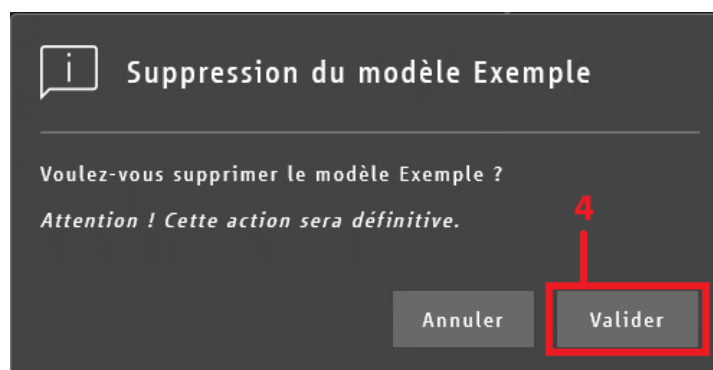 Suppression du modèle Exemple
Voulez-vous supprimer le modèle Exemple ?
Attention ! Cette action sera définitive.
4
Annuler
Valider